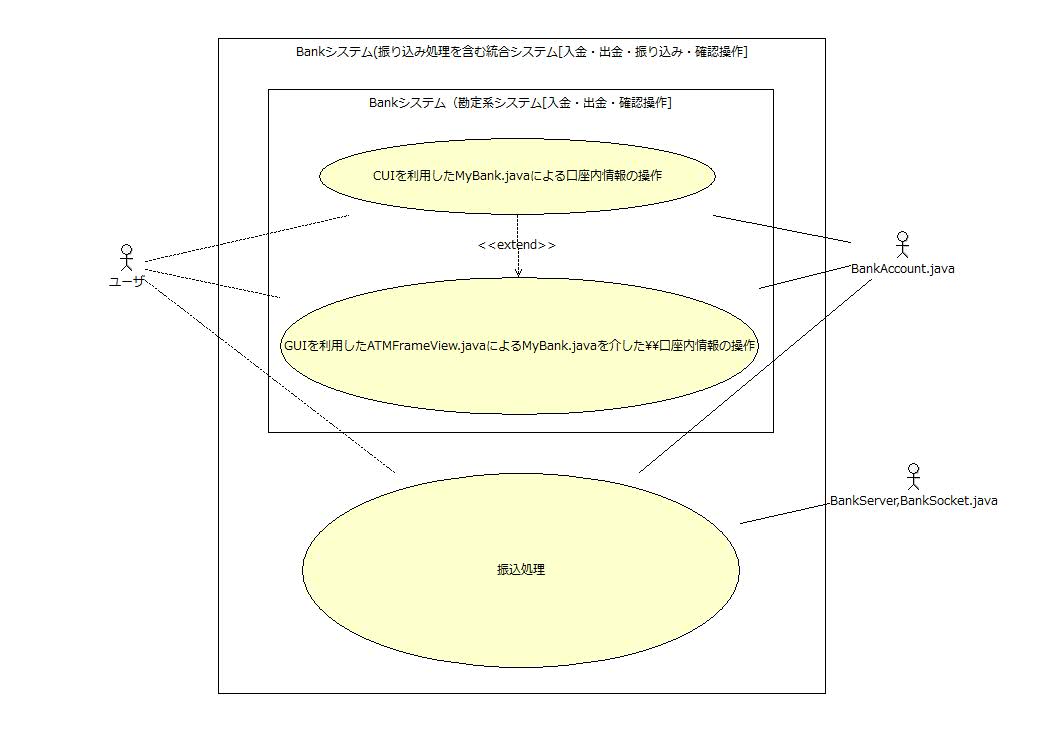 Bankシステム(振り込み処理を含む統合システム[入金・出金・振り込み・確認操作]
Bankシステム（勘定系システム[入金・出金・確認操作]
CUIを利用したMyBank.javaによる口座内情報の操作
<<extend>>
ユーザ
BankAccount.java
GUIを利用したATMFrameView.javaによるMyBank.javaを介した¥¥口座内情報の操作
BankServer,BankSocket.java
振込処理